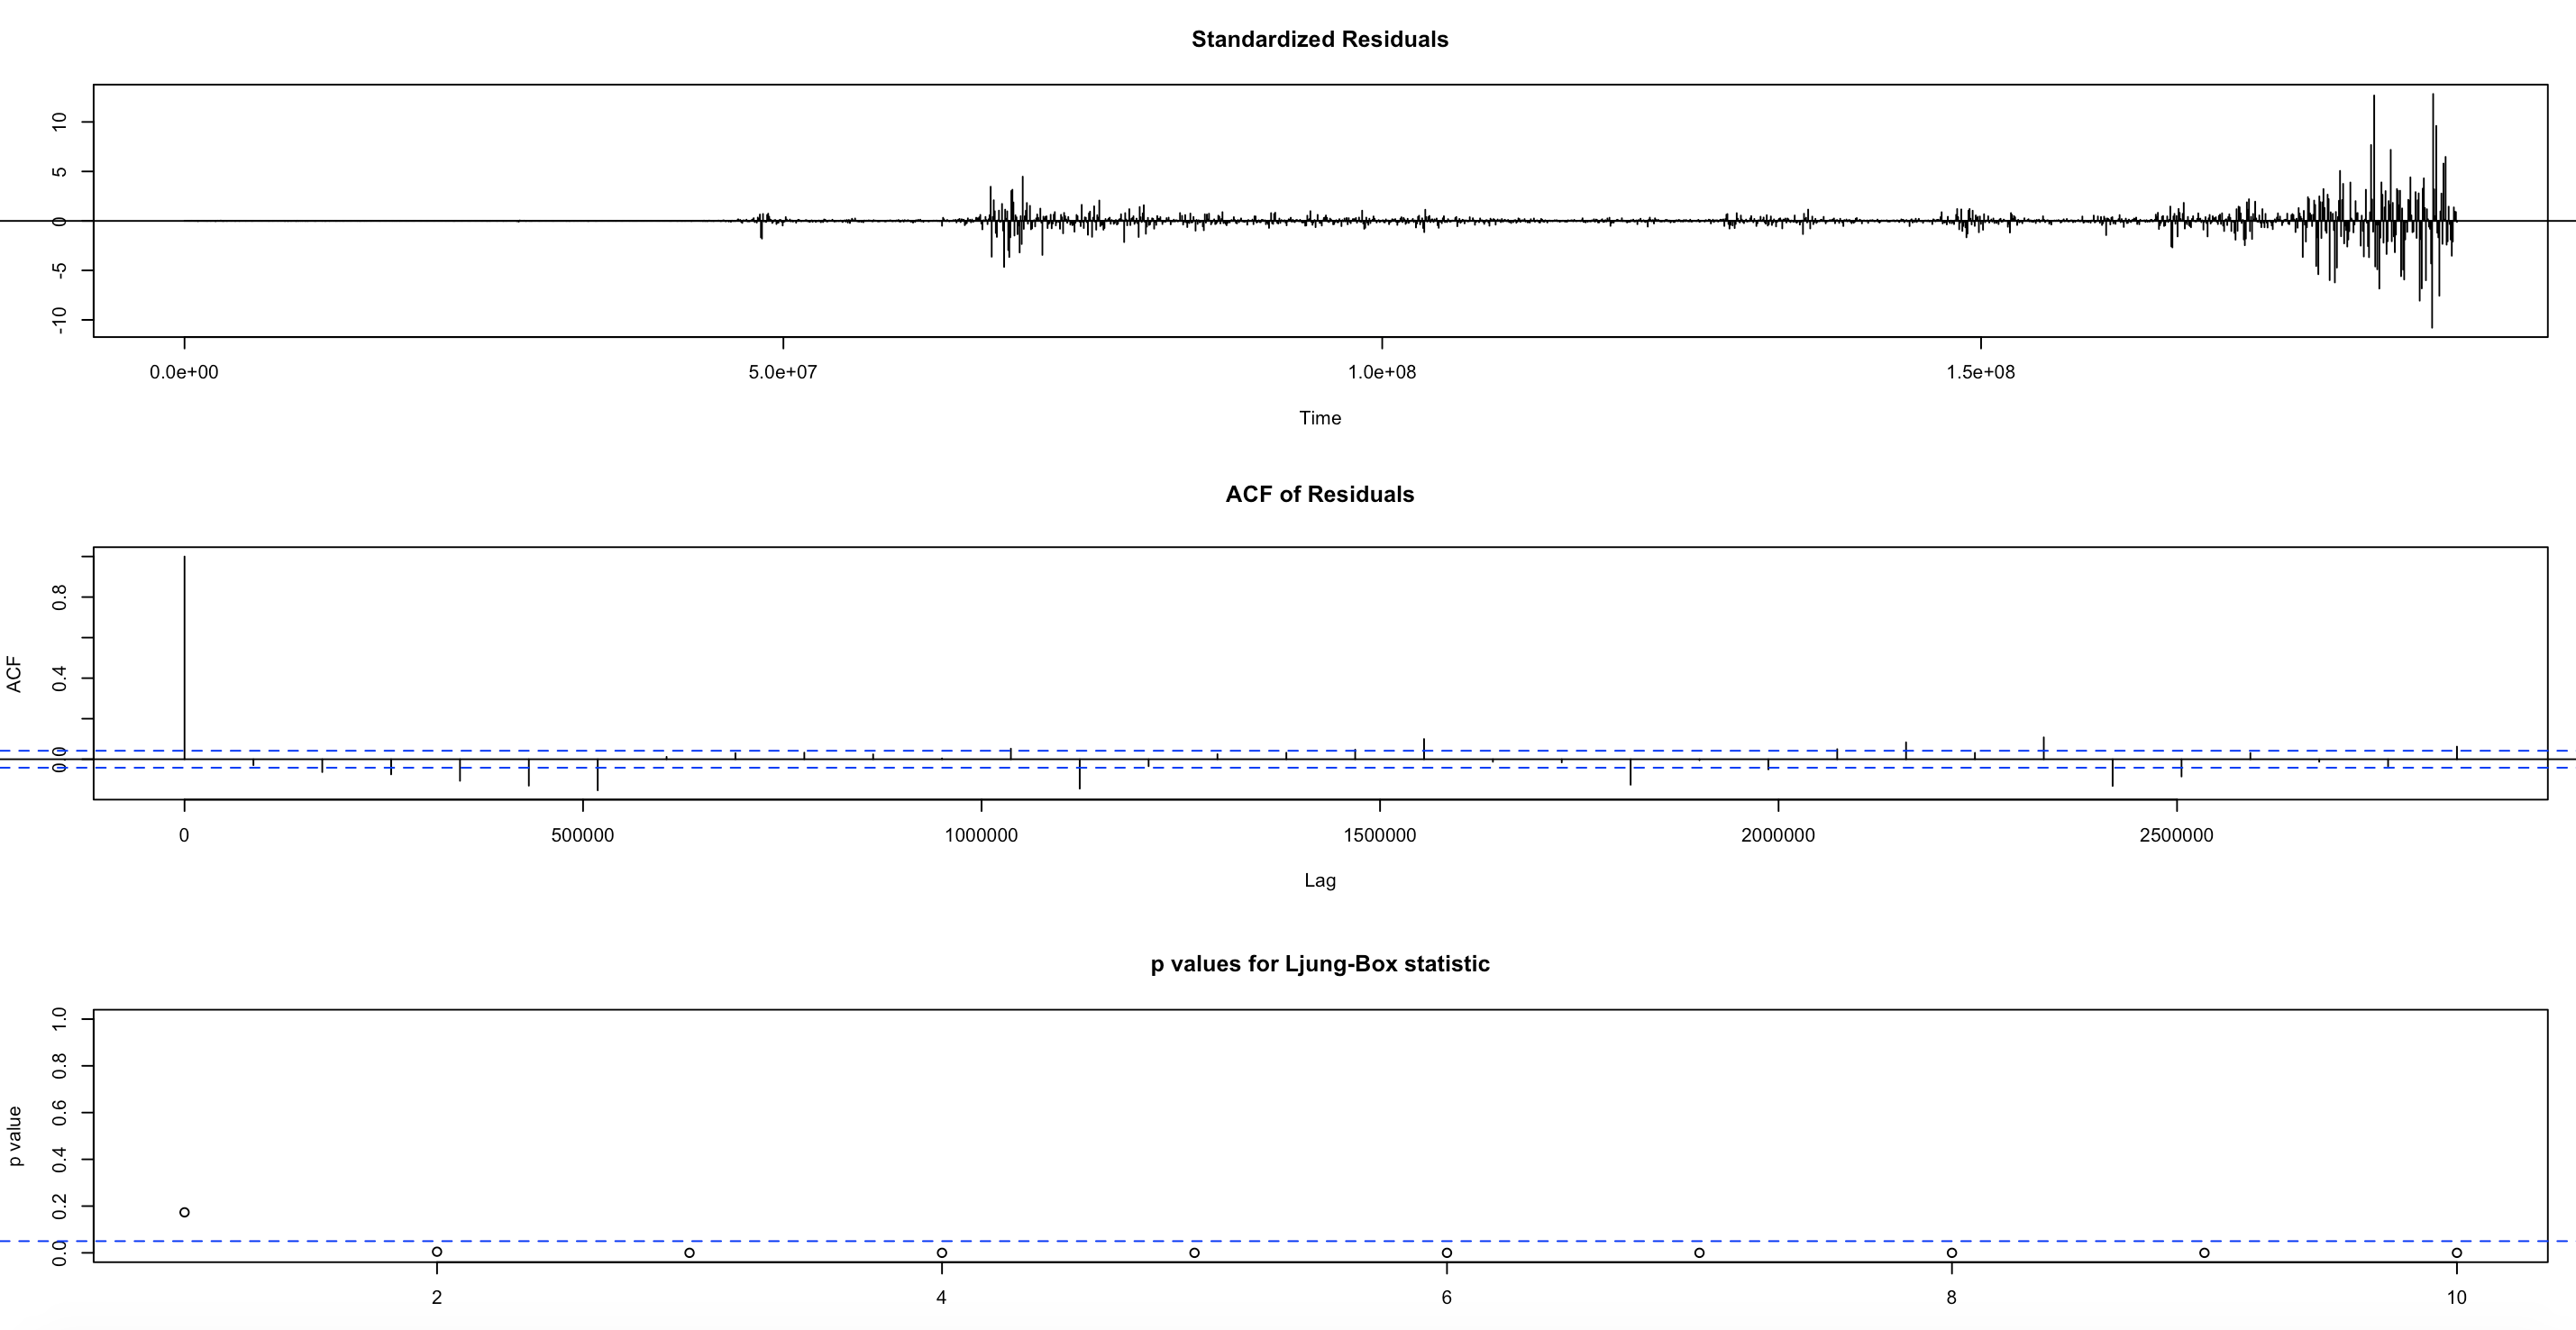 Standardized Residuals
10
5
0
-5
-10
0.0e+00 5.0e+07 1.0e+08 1.5e+08
Time
ACF of Residuals
ACF
0.8
0.4
0.0
0 500000 1000000 1500000 2000000 2500000
Lag
p values for Ljung-Box statistic
p value
1.0
0.8
0.6
0.4
0.2
0.0
2 4 6 8 10